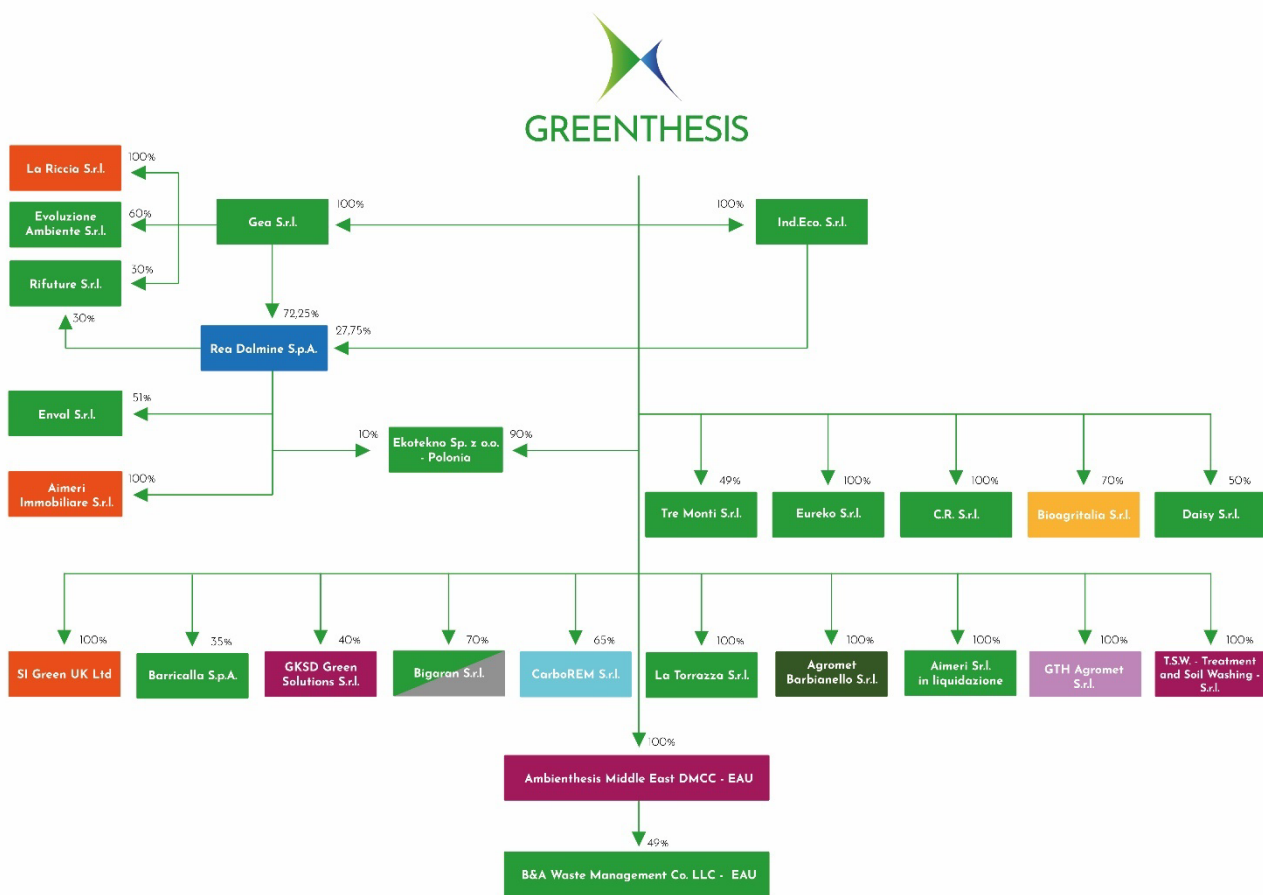 GREENTHESIS
La Riccia S.r.l.
100%
Evoluzione
Ambiente S.r.l.
60%
Gea S.r.l.
100%
100%
Ind.Eco. S.r.l.
Rifuture S.r.l.
30%
30%
72,25%
Rea Dalmine S.p.A.
27,75%
Enval S.r.l.
51%
10%
Ekotekno Sp. z o.o.
- Polonia
90%
Aimeri
Immobiliare S.r.l.
100%
49%
Tre Monti S.r.l.
100%
Eureko S.r.l.
100%
C.R. S.r.l.
70%
Bioagritalia S.r.l.
50%
Daisy S.r.l.
100%
SI Green UK Ltd
35%
Barricalla S.p.A.
40%
GKSD Green
Solutions S.r.l.
70%
Bigaran S.r.l.
65%
CarboREM S.r.l.
100%
La Torrazza S.r.l.
100%
Agromet
Barbianello S.r.l.
100%
Aimeri Sr.l.
in liquidazione
100%
GTH Agromet
S.r.l.
100%
T.S.W. - Treatment
and Soil Washing -
S.r.l.
100%
Ambienthesis Middle East DMCC - EAU
49%
B&A Waste Management Co. LLC - EAU